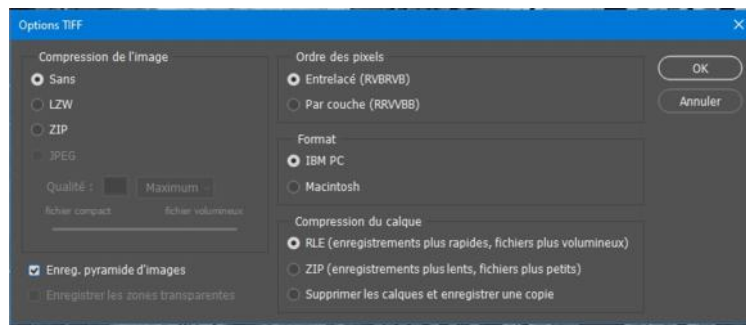 Options TIFF
Compression de l'image
Sans
LZW
ZIP
JPEG
Qualité :
Maximum
fichier compact fichier volumineux
Enreg. pyramide d'images
Enregistrer les zones transparentes
Ordre des pixels
Entrelacé (RVBRVB)
Par couche (RRVVBB)
Format
IBM PC
Macintosh
Compression du calque
RLE (enregistrements plus rapides, fichiers plus volumineux)
ZIP (enregistrements plus lents, fichiers plus petits)
Supprimer les calques et enregistrer une copie
OK
Annuler